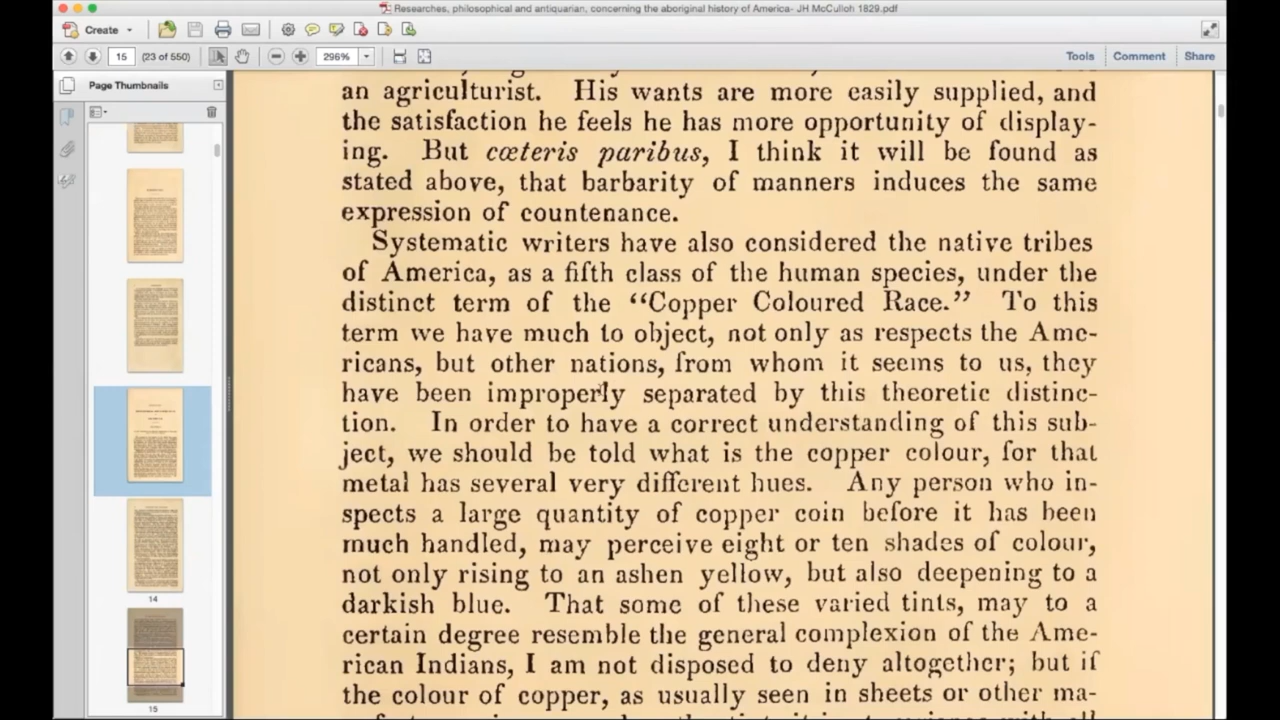 Researches, philosophical and antiquarian, concerning the aboriginal history of America- JH McCulloh 1829.pdf
Create
15 (23 of 550) 296% Tools Comment Share
Page Thumbnails
14
15
an agriculturist. His wants are more easily supplied, and
the satisfaction he feels he has more opportunity of display-
ing. But cœteris paribus, I think it will be found as
stated above, that barbarity of manners induces the same
expression of countenance.
Systematic writers have also considered the native tribes
of America, as a fifth class of the human species, under the
distinct term of the “Copper Coloured Race.” To this
term we have much to object, not only as respects the Ame-
ricans, but other nations, from whom it seems to us, they
have been improperly separated by this theoretic distinc-
tion. In order to have a correct understanding of this sub-
ject, we should be told what is the copper colour, for that
metal has several very different hues. Any person who in-
spects a large quantity of copper coin before it has been
much handled, may perceive eight or ten shades of colour,
not only rising to an ashen yellow, but also deepening to a
darkish blue. That some of these varied tints, may to a
certain degree resemble the general complexion of the Ame-
rican Indians, I am not disposed to deny altogether; but if
the colour of copper, as usually seen in sheets or other ma-